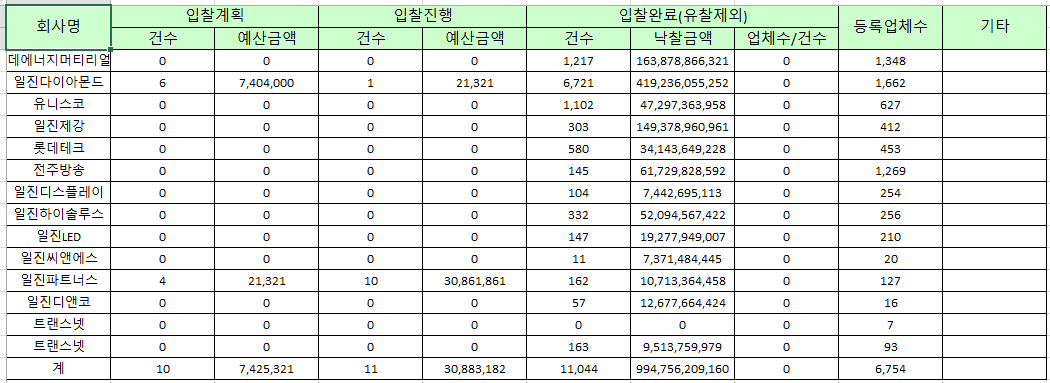 회사명 입찰계획 입찰진행 입찰완료(유찰제외) 등록업체수 기타
건수 예산금액 건수 예산금액 건수 낙찰금액 업체수/건수
데에너지머티리얼 0 0 0 0 1,217 163,878,866,321 0 1,348
일진다이아몬드 6 7,404,000 1 21,321 6,721 419,236,055,252 0 1,662
유니스코 0 0 0 0 1,102 47,297,363,958 0 627
일진제강 0 0 0 0 303 149,378,960,961 0 412
롯데테크 0 0 0 0 580 34,143,649,228 0 453
전주방송 0 0 0 0 145 61,729,828,592 0 1,269
일진디스플레이 0 0 0 0 104 7,442,695,113 0 254
일진하이솔루스 0 0 0 0 332 52,094,567,422 0 256
일진LED 0 0 0 0 147 19,277,949,007 0 210
일진씨앤에스 0 0 0 0 11 7,371,484,445 0 20
일진파트너스 4 21,321 10 30,861,861 162 10,713,364,458 0 127
일진디앤코 0 0 0 0 57 12,677,664,424 0 16
트랜스넷 0 0 0 0 0 0 0 7
트랜스넷 0 0 0 0 163 9,513,759,979 0 93
계 10 7,425,321 11 30,883,182 11,044 994,756,209,160 0 6,754